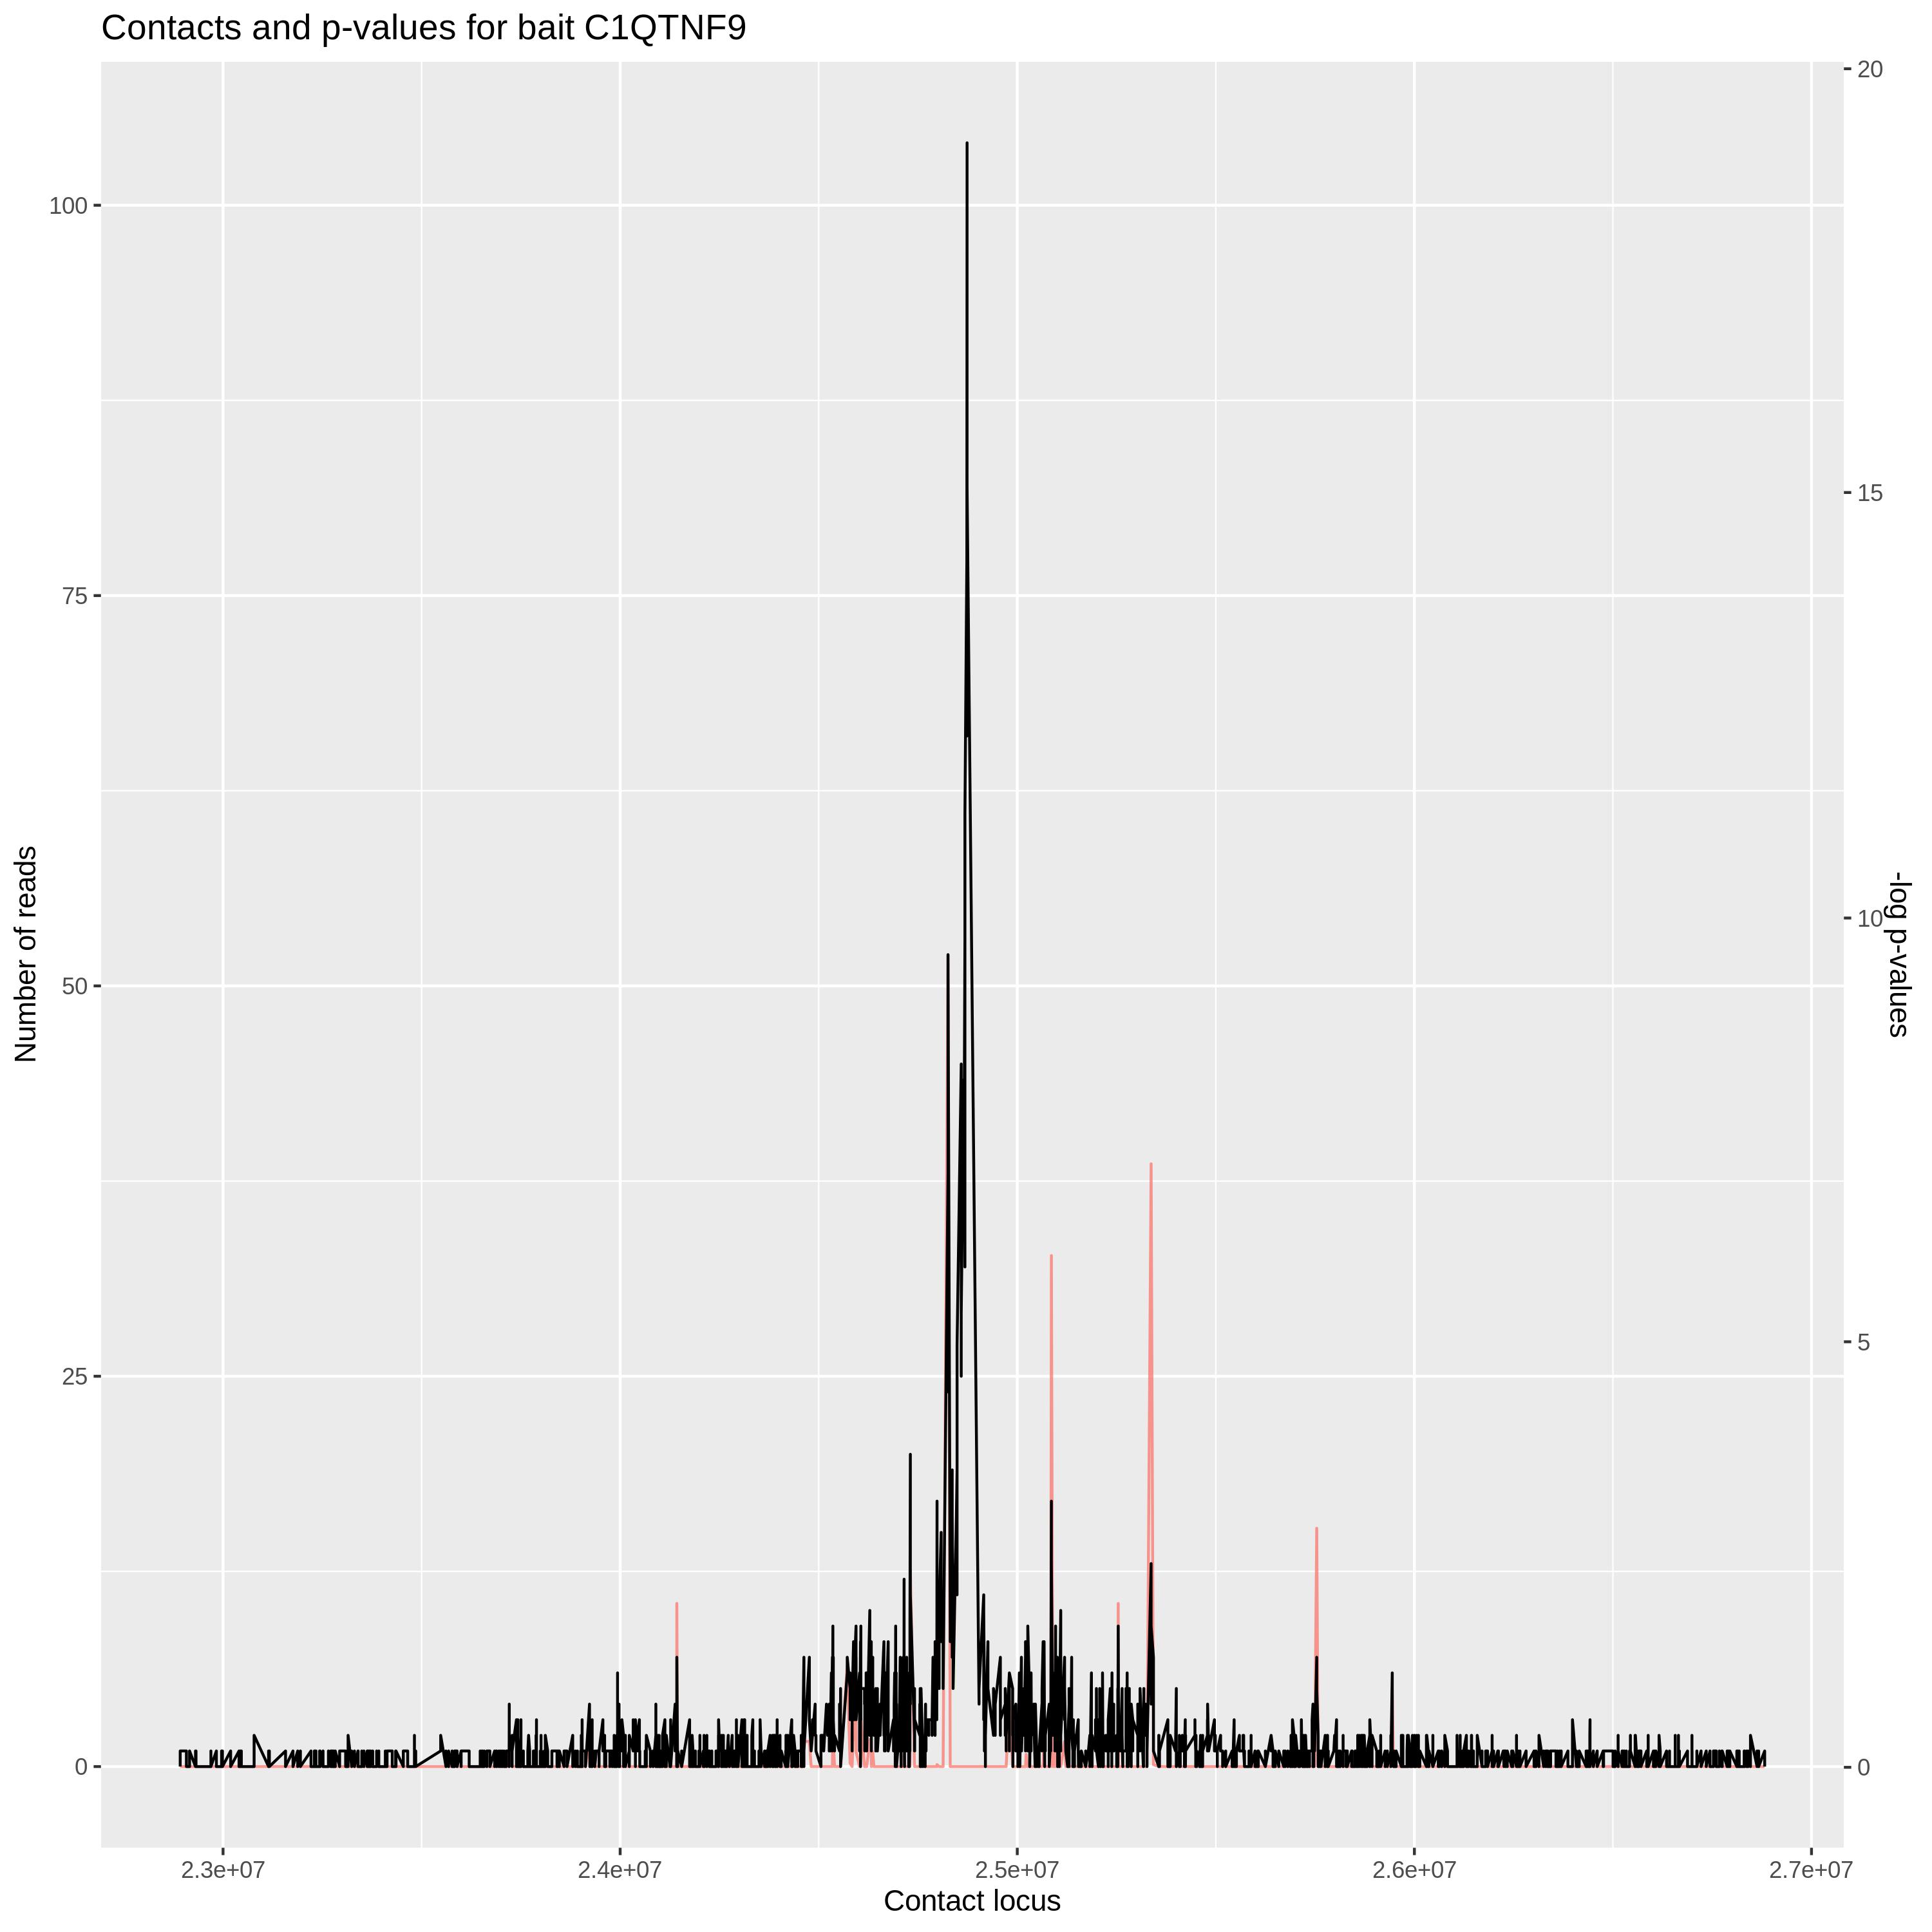 Contacts and p-values for bait C1QTNF9
Number of reads
100
75
50
25
0
20
15
10
5
0
-log p-values
2.3e+07 2.4e+07 2.5e+07 2.6e+07 2.7e+07
Contact locus